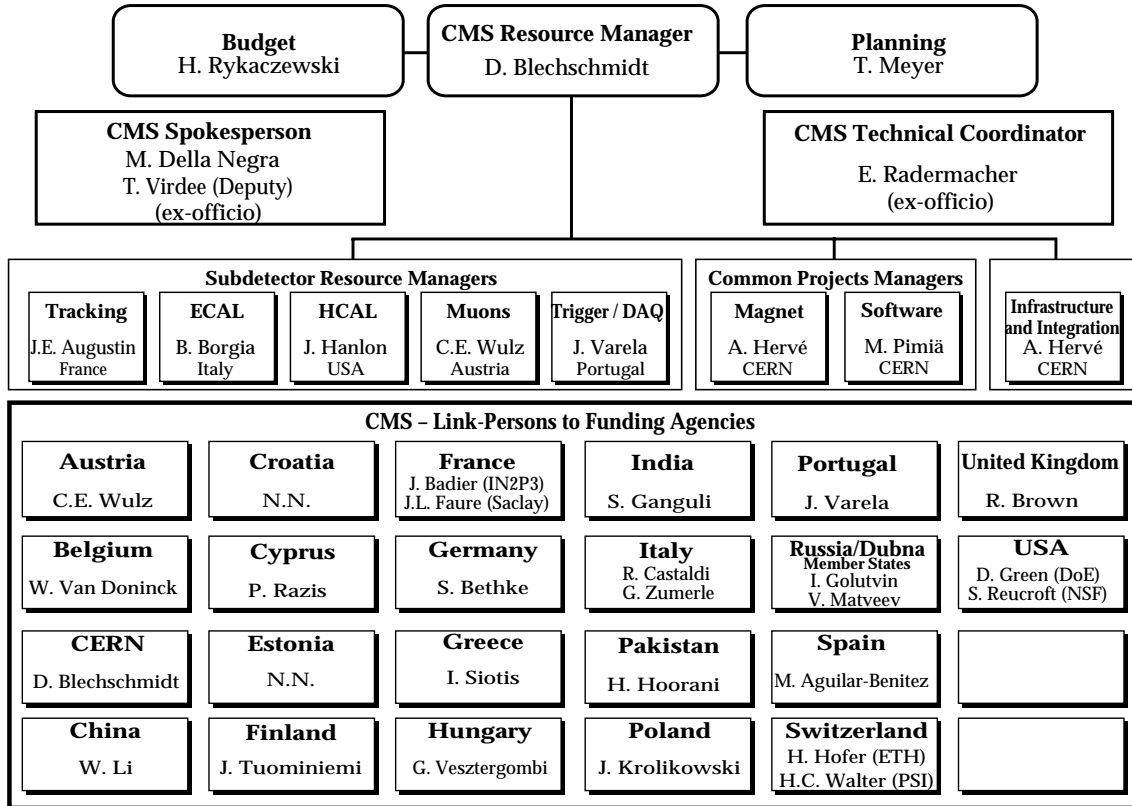 Budget
H. Rykaczewski
CMS Resource Manager
D. Blechschmidt
Planning
T. Meyer
CMS Spokesperson
M. Della Negra
T. Virdee (Deputy)
(ex-officio)
CMS Technical Coordinator
E. Radermacher
(ex-officio)
Subdetector Resource Managers
Tracking
J.E. Augustin
France
ECAL
B. Borgia
Italy
HCAL
J. Hanlon
USA
Muons
C.E. Wulz
Austria
Trigger / DAQ
J. Varela
Portugal
Common Projects Managers
Magnet
A. Hervé
CERN
Software
M. Pimiä
CERN
Infrastructure
and Integration
A. Hervé
CERN
CMS – Link-Persons to Funding Agencies
Austria
C.E. Wulz
Croatia
N.N.
France
J. Badier (IN2P3)
J.L. Faure (Saclay)
India
S. Ganguli
Portugal
J. Varela
United Kingdom
R. Brown
Belgium
W. Van Doninck
Cyprus
P. Razis
Germany
S. Bethke
Italy
R. Castaldi
G. Zumerle
Russia/Dubna
Member States
I. Golutvin
V. Matveev
USA
D. Green (DoE)
S. Reucroft (NSF)
CERN
D. Blechschmidt
Estonia
N.N.
Greece
I. Siotis
Pakistan
H. Hoorani
Spain
M. Aguilar-Benitez
China
W. Li
Finland
J. Tuominiemi
Hungary
G. Vesztergombi
Poland
J. Krolikowski
Switzerland
H. Hofer (ETH)
H.C. Walter (PSI)